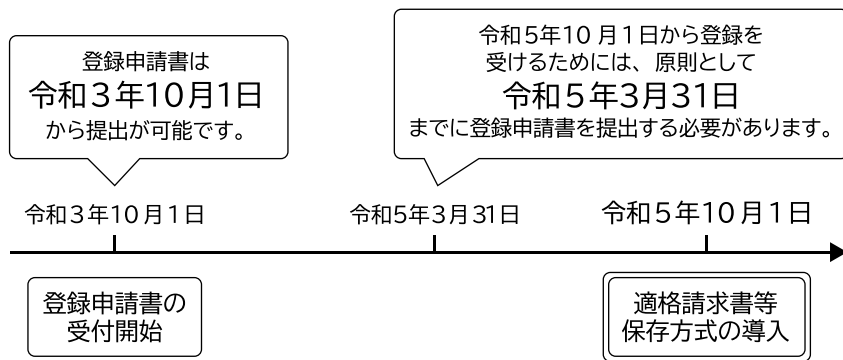 登録申請書は
令和3年10月1日
から提出が可能です。
令和5年10月1日から登録を
受けるためには、原則として
令和5年3月31日
までに登録申請書を提出する必要があります。
令和3年10月1日
令和5年3月31日
令和5年10月1日
登録申請書の
受付開始
適格請求書等
保存方式の導入